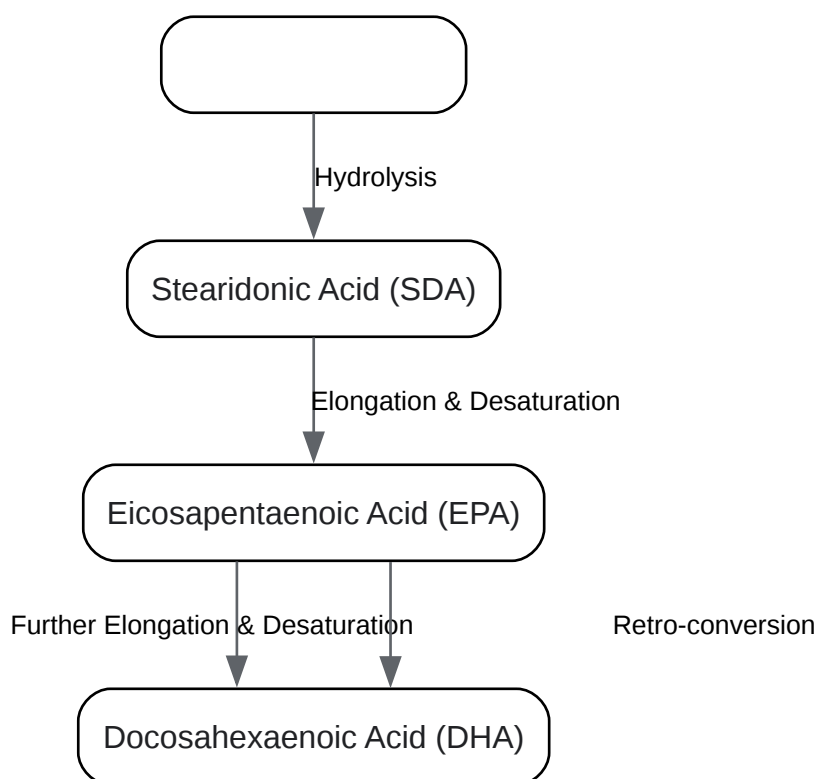 Hydrolysis
Stearidonic Acid (SDA)
Elongation & Desaturation
Eicosapentaenoic Acid (EPA)
Further Elongation & Desaturation
Retro-conversion
Docosahexaenoic Acid (DHA)